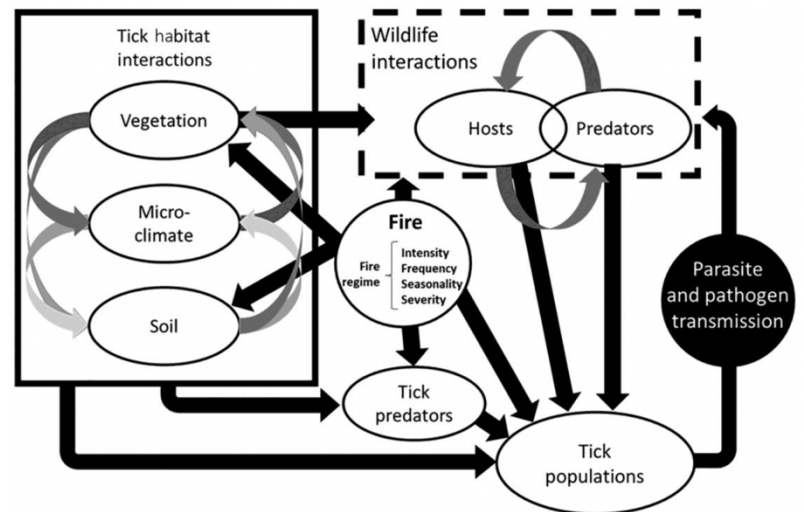 Tick habitat
interactions
Vegetation
Micro-
climate
Soil
Wildlife
interactions
Hosts
Predators
Fire
Fire
regime
Intensity
Frequency
Seasonality
Severity
Parasite
and pathogen
transmission
Tick
predators
Tick
populations